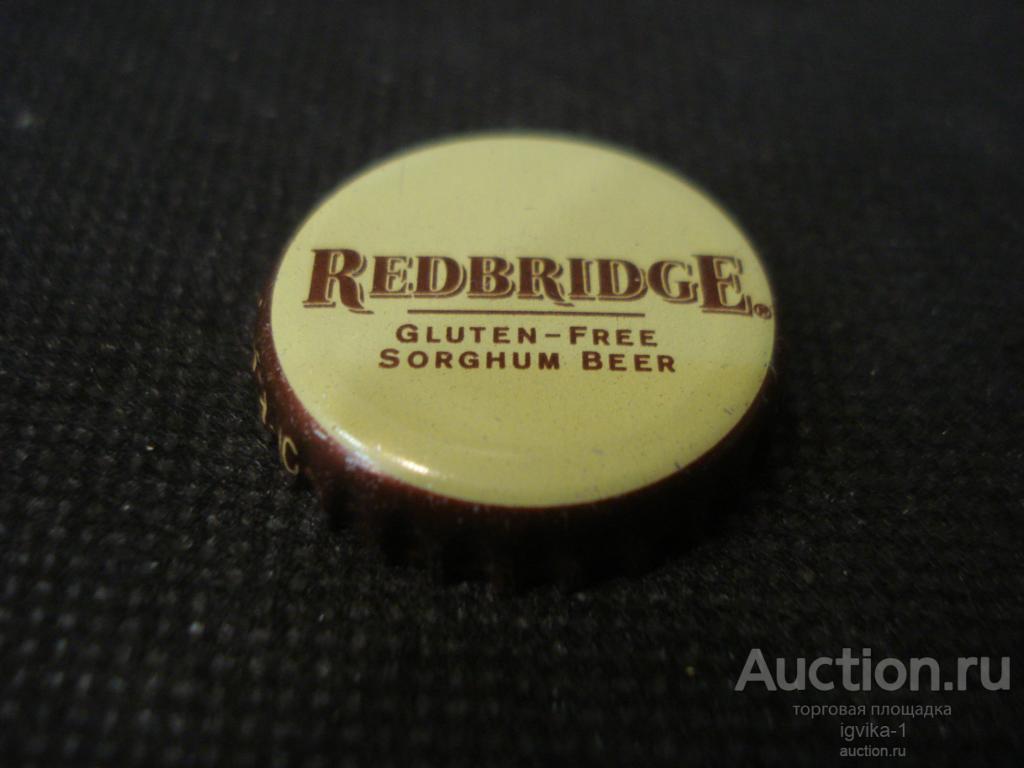 REDBRIDGE®
GLUTEN-FREE
SORGHUM BEER
Auction.ru
торговая площадка
igvika-1
auction.ru